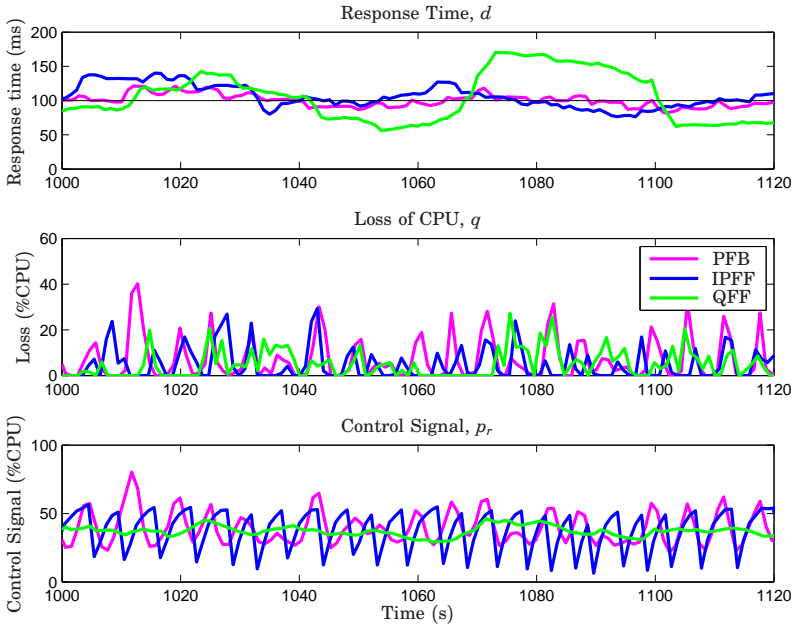 Response Time, d
Response time (ms)
200
150
100
50
0
1000 1020 1040 1060 1080 1100 1120
Loss of CPU, q
Loss (%CPU)
60
40
20
0
PFB
IPFF
QFF
1000 1020 1040 1060 1080 1100 1120
Control Signal, p_r
Control Signal (%CPU)
100
50
0
1000 1020 1040 1060 1080 1100 1120
Time (s)